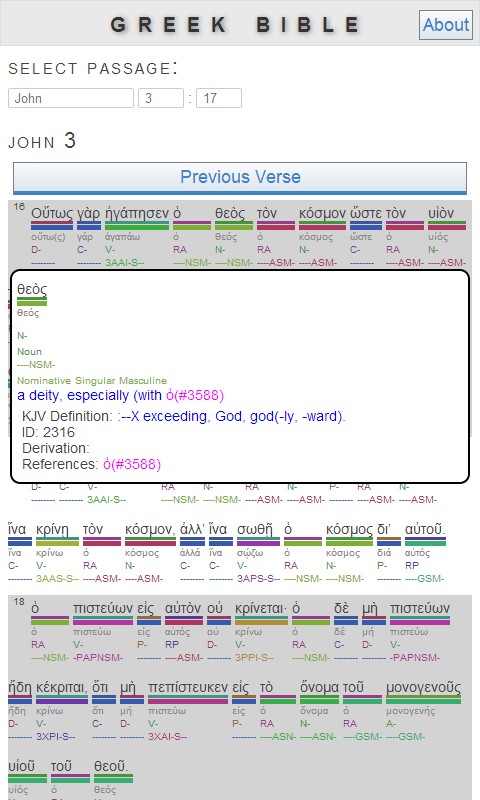 GREEK BIBLE
About
SELECT PASSAGE:
John 3 : 17
JOHN 3
Previous Verse
16 Οὕτως γὰρ ἠγάπησεν ὁ θεὸς τὸν κόσμον ὥστε τὸν υἱὸν
οὕτω(ς) γάρ ἀγαπάω ὁ θεός ὁ κόσμος ὥστε ὁ υἱός
D- C- V- RA N- RA N- C- RA N-
-------- -------- 3AAI-S-- ----NSM- ----NSM- ----ASM- ----ASM- -------- ----ASM- ----ASM-
θεὸς
θεός
N-
Noun
----NSM-
Nominative Singular Masculine
a deity, especially (with ὁ(#3588)
KJV Definition: :--X exceeding, God, god(-ly, -ward).
ID: 2316
Derivation:
References: ὁ(#3588)
D- C- V- RA N- RA N- P- RA N-
-------- -------- 3AAI-S-- ----NSM- ----NSM- ----ASM- ----ASM- -------- ----ASM- ----ASM-
ἵνα κρίνῃ τὸν κόσμον, ἀλλ’ ἵνα σωθῇ ὁ κόσμος δι’ αὐτοῦ.
ἵνα κρίνω ὁ κόσμος ἀλλά ἵνα σῴζω ὁ κόσμος διά αὐτός
C- V- RA N- C- C- V- RA N- P- RP
-------- 3AAS-S-- ----ASM- ----ASM- -------- -------- 3APS-S-- ----NSM- ----NSM- -------- ----GSM-
18 ὁ πιστεύων εἰς αὐτὸν οὐ κρίνεται· ὁ δὲ μὴ πιστεύων
ὁ πιστεύω εἰς αὐτός οὐ κρίνω ὁ δέ μή πιστεύω
RA V- P- RP D- V- RA C- D- V-
----NSM- -PAPNSM- -------- ----ASM- -------- 3PPI-S-- ----NSM- -------- -------- -PAPNSM-
ἤδη κέκριται, ὅτι μὴ πεπίστευκεν εἰς τὸ ὄνομα τοῦ μονογενοῦς
ἤδη κρίνω ὅτι μή πιστεύω εἰς ὁ ὄνομα ὁ μονογενής
D- V- C- D- V- P- RA N- RA A-
-------- 3XPI-S-- -------- -------- 3XAI-S-- -------- ----ASN- ----ASN- ----GSM- ----GSM-
υἱοῦ τοῦ θεοῦ.
υἱός ὁ θεός